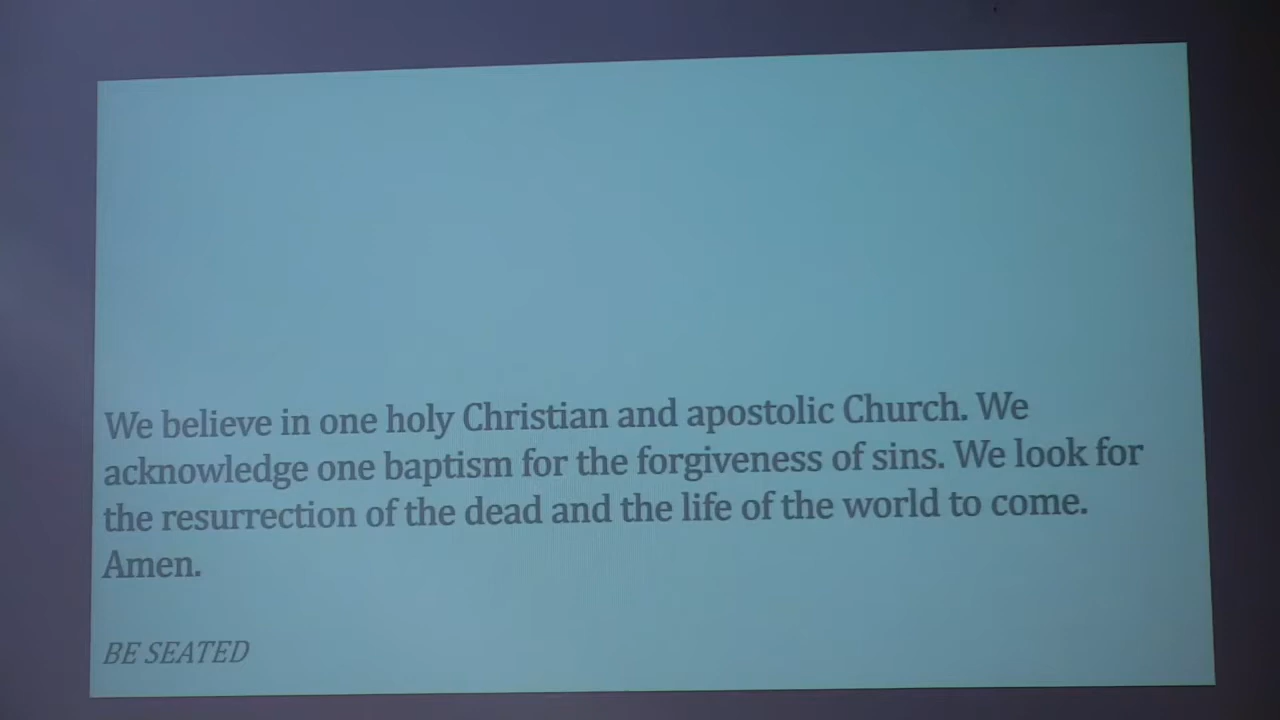 We believe in one holy Christian and apostolic Church. We
acknowledge one baptism for the forgiveness of sins. We look for
the resurrection of the dead and the life of the world to come.
Amen.
BE SEATED